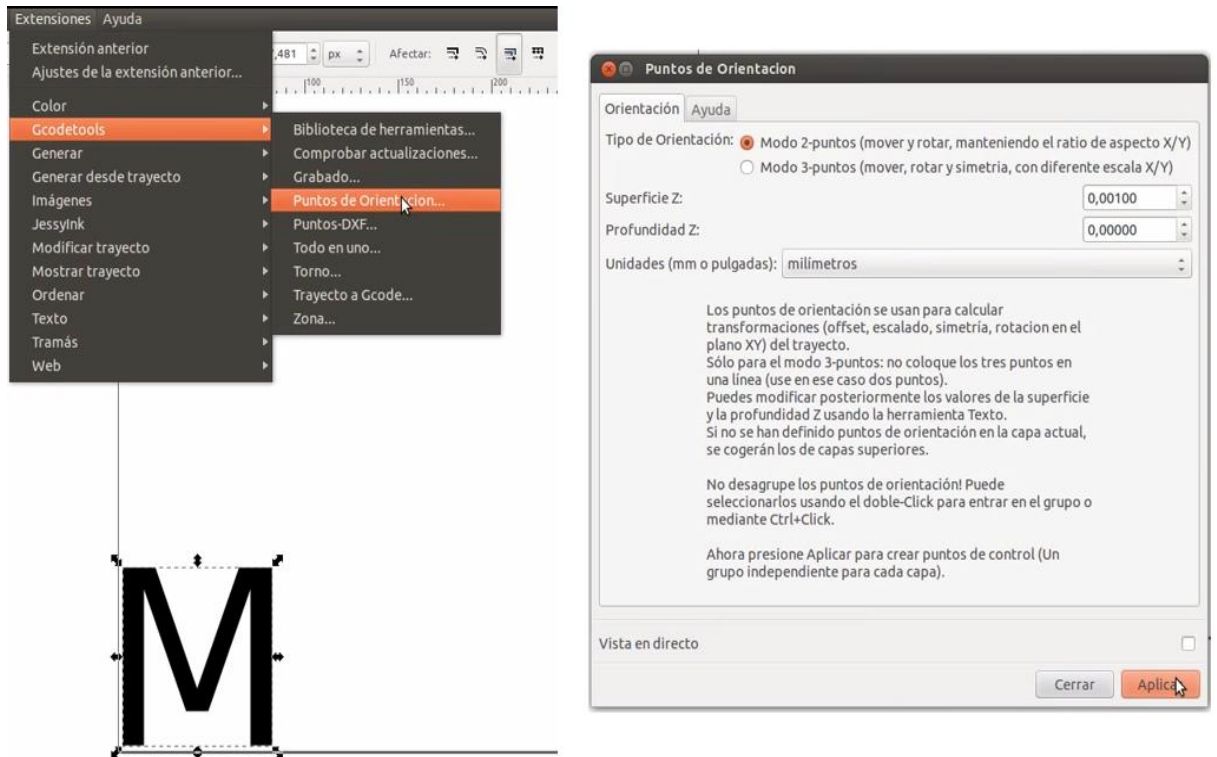 Extensiones Ayuda
Extensión anterior
Ajustes de la extensión anterior...
Color
Gcodetools
Generar
Generar desde trayecto
Imágenes
JessyInk
Modificar trayecto
Mostrar trayecto
Ordenar
Texto
Tramás
Web
,481 px Afectar:
100 150 200
Biblioteca de herramientas...
Comprobar actualizaciones...
Grabado...
Puntos de Orientacion...
Puntos-DXF...
Todo en uno...
Torno...
Trayecto a Gcode...
Zona...
M
Puntos de Orientacion
Orientación Ayuda
Tipo de Orientación: Modo 2-puntos (mover y rotar, manteniendo el ratio de aspecto X/Y)
Modo 3-puntos (mover, rotar y simetria, con diferente escala X/Y)
Superficie Z: 0,00100
Profundidad Z: 0,00000
Unidades (mm o pulgadas): milímetros
Los puntos de orientación se usan para calcular
transformaciones (offset, escalado, simetría, rotacion en el
plano XY) del trayecto.
Sólo para el modo 3-puntos: no coloque los tres puntos en
una línea (use en ese caso dos puntos).
Puedes modificar posteriormente los valores de la superficie
y la profundidad Z usando la herramienta Texto.
Si no se han definido puntos de orientación en la capa actual,
se cogerán los de capas superiores.
No desagrupe los puntos de orientación! Puede
seleccionarlos usando el doble-Click para entrar en el grupo o
mediante Ctrl+Click.
Ahora presione Aplicar para crear puntos de control (Un
grupo independiente para cada capa).
Vista en directo
Cerrar Aplicar